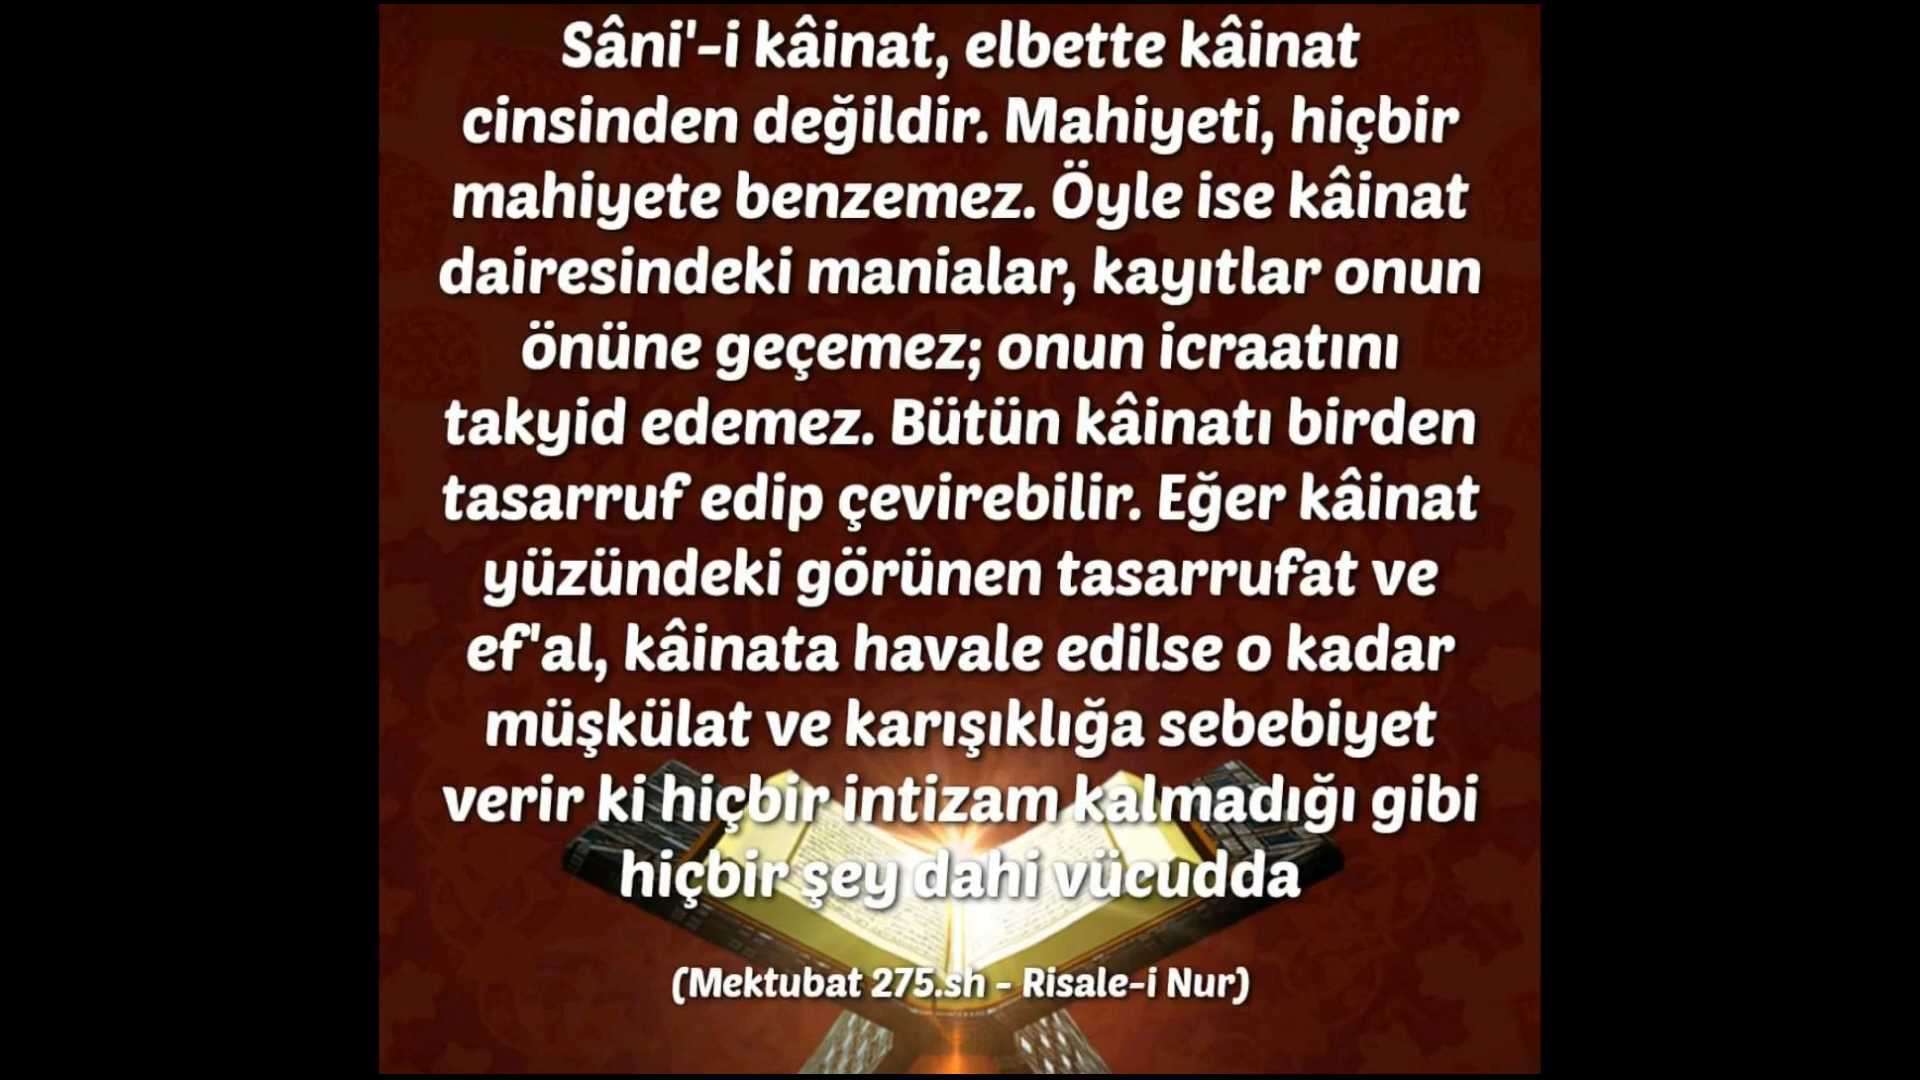 Sâni'-i kâinat, elbette kâinat
cinsinden değildir. Mahiyeti, hiçbir
mahiyete benzemez. Öyle ise kâinat
dairesindeki manialar, kayıtlar onun
önüne geçemez; onun icraatını
takyid edemez. Bütün kâinatı birden
tasarruf edip çevirebilir. Eğer kâinat
yüzündeki görünen tasarrufat ve
ef'al, kâinata havale edilse o kadar
müşkülat ve karışıklığa sebebiyet
verir ki hiçbir intizam kalmadığı gibi
hiçbir şey dahi vücudda
(Mektubat 275.sh - Risale-i Nur)